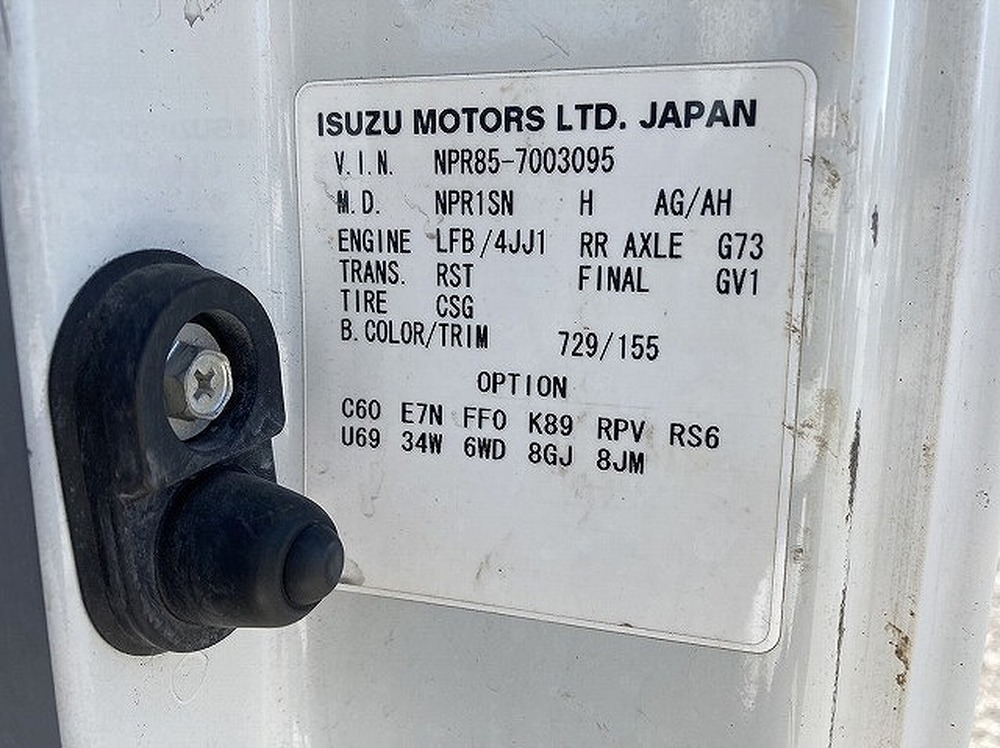 ISUZU MOTORS LTD. JAPAN
V.I.N. NPR85-7003095
M.D. NPR1SN H AG/AH
ENGINE LFB/4JJ1 RR AXLE G73
TRANS. RST FINAL GV1
TIRE CSG
B.COLOR/TRIM 729/155
OPTION
C60 E7N FF0 K89 RPV RS6
U69 34W 6WD 8GJ 8JM